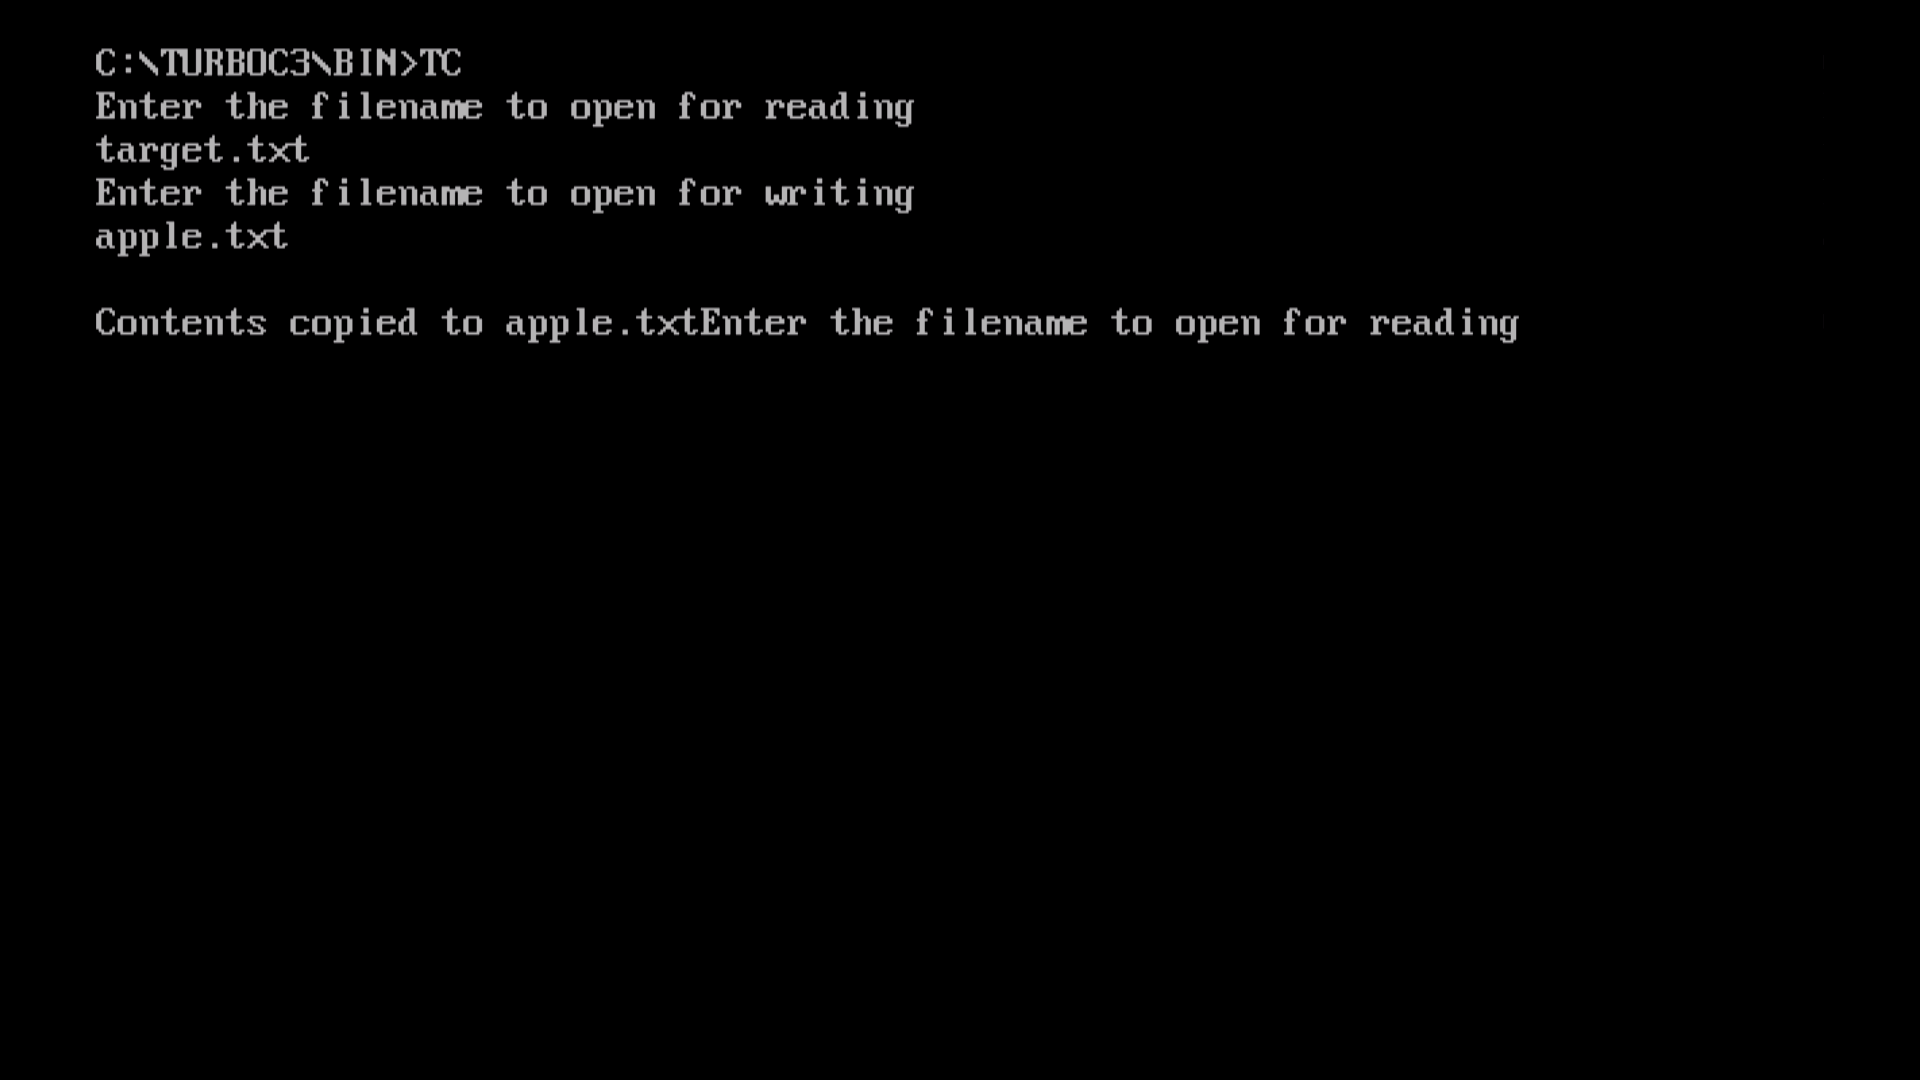 C:\TURBOC3\BIN>TC
Enter the filename to open for reading
target.txt
Enter the filename to open for writing
apple.txt
Contents copied to apple.txtEnter the filename to open for reading